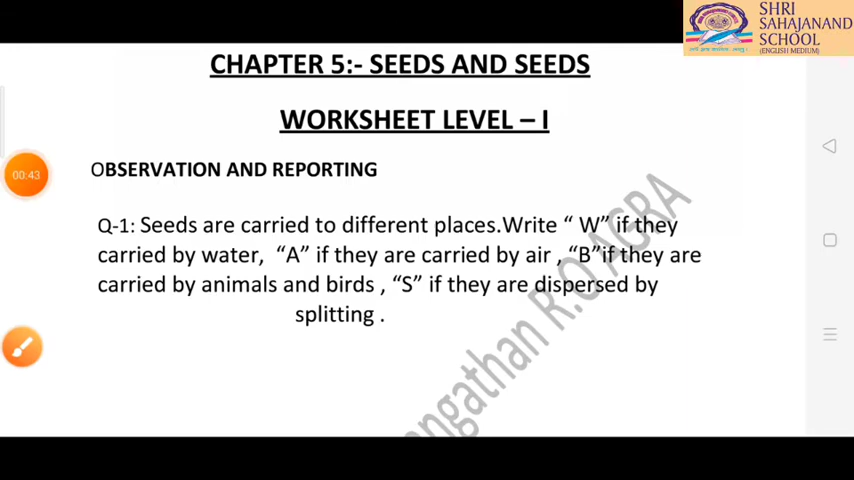 SHRI
SAHAJANAND
SCHOOL
(ENGLISH MEDIUM)
CHAPTER 5:- SEEDS AND SEEDS
WORKSHEET LEVEL – I
00:43
OBSERVATION AND REPORTING
Q-1: Seeds are carried to different places.Write “ W” if they
carried by water, “A” if they are carried by air , “B”if they are
carried by animals and birds , “S” if they are dispersed by
splitting .
R.O AGRA